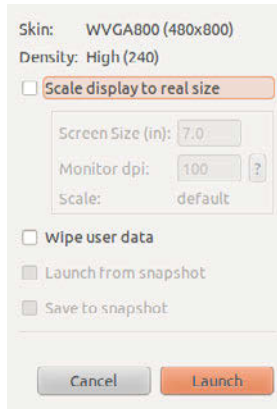 Skin: WVGA800 (480x800)
Density: High (240)
Scale display to real size
Screen Size (in): 7.0
Monitor dpi: 100 ?
Scale: default
Wipe user data
Launch from snapshot
Save to snapshot
Cancel Launch